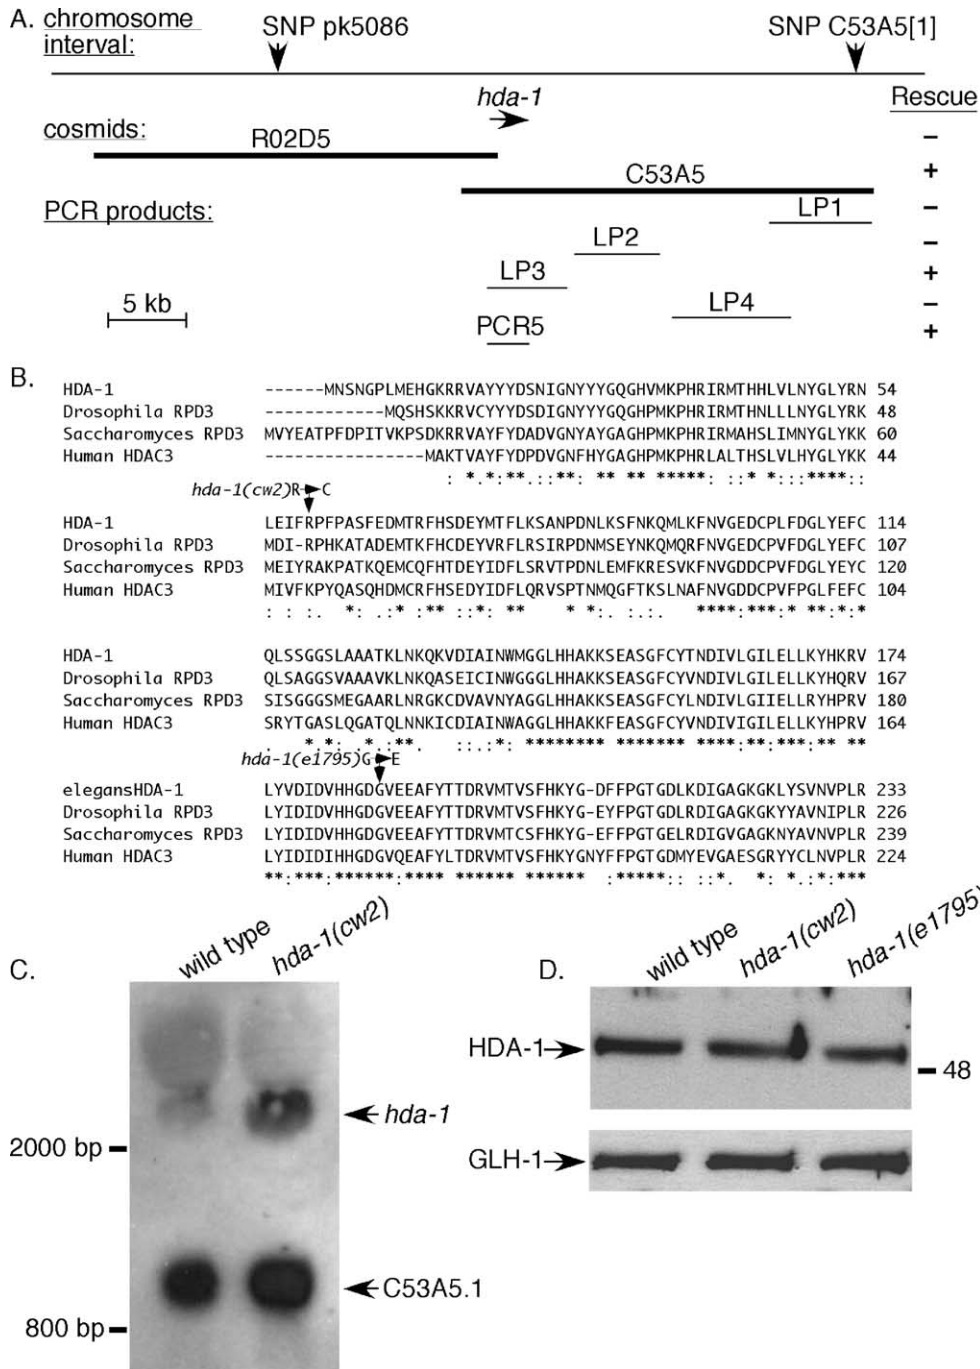 A.
chromosome interval:
SNP pk5086
SNP C53A5[1]
hda-1
Rescue
cosmids:
R02D5
–
C53A5
+
PCR products:
LP1
–
LP2
–
LP3
+
5 kb
LP4
–
PCR5
+
B.
HDA-1 ------MNSNGPLMEHGKRRVAYYYDSNIGNYYYGQGHVMKPHRIRMTHHLVLNYGLYRN 54
Drosophila RPD3 ------------MQSHSKKRVCYYYDSDIGNYYYGQGHPMKPHRIRMTHNLLLNYGLYRK 48
Saccharomyces RPD3 MVYEATPFDPITVKPSDKRRVAYFYDADVGNYAYGAGHPMKPHRIRMAHSLIMNYGLYKK 60
Human HDAC3 ----------------MAKTVAYFYDPDVGNFHYGAGHPMKPHRLALTHSLVLHYGLYKK 44
: *.*:** .::**: ** ** ******: :.:* *::::****::
hda-1(cw2)R→C
HDA-1 LEIFRPFPASFEDMTRFHSDEYMTFLKSANPDNLKSFNKQMLKFNVGEDCPLFDGLYEFC 114
Drosophila RPD3 MDI-RPHKATADEMTKFHCDEYVRFLRSIRPDNMSEYNKQMQRFNVGEDCPVFDGLYEFC 107
Saccharomyces RPD3 MEIYRAKPATKQEMCQFHTDEYIDFLSRVTPDNLEMFKRESVKFNVGDDCPVFDGLYEYC 120
Human HDAC3 MIVFKPYQASQHDMCRFHSEDYIDFLQRVSPTNMQGFTKSLNAFNVGDDCPVFPGLFEFC 104
: : :. *: .:* :** ::*: ** * *:. :.:. ****:***:* **:*:*
HDA-1 QLSSGGSLAAATKLNKQKVDIAINWMGGLHHAKKSEASGFCYTNDIVLGILELLKYHKRV 174
Drosophila RPD3 QLSAGGSVAAAVKLNKQASEICINWGGGLHHAKKSEASGFCYVNDIVLGILELLKYHQRV 167
Saccharomyces RPD3 SISGGGSMEGAARLNRGKCDVAVNYAGGLHHAKKSEASGFCYLNDIVLGIIELLRYHPRV 180
Human HDAC3 SRYTGASLQGATQLNNKICDIAINWAGGLHHAKKFEASGFCYVNDIVIGILELLKYHPRV 164
. *.*: .*.:**. ::.:*: ******** ******* ****:**:***:** **
hda-1(e1795)G→E
elegansHDA-1 LYVDIDVHHGDGVEEAFYTTDRVMTVSFHKYG-DFFPGTGDLKDIGAGKGKLYSVNVPLR 233
Drosophila RPD3 LYIDIDVHHGDGVEEAFYTTDRVMTVSFHKYG-EYFPGTGDLRDIGAGKGKYYAVNIPLR 226
Saccharomyces RPD3 LYIDIDVHHGDGVEEAFYTTDRVMTCSFHKYG-EFFPGTGELRDIGVGAGKNYAVNVPLR 239
Human HDAC3 LYIDIDIHHGDGVQEAFYLTDRVMTVSFHKYGNYFFPGTGDMYEVGAESGRYYCLNVPLR 224
**:***:******:**** ****** ****** :*****:: ::*. *: *.:*:***
C.
wild type
hda-1(cw2)
hda-1
2000 bp
C53A5.1
800 bp
D.
wild type
hda-1(cw2)
hda-1(e1795)
HDA-1
48
GLH-1